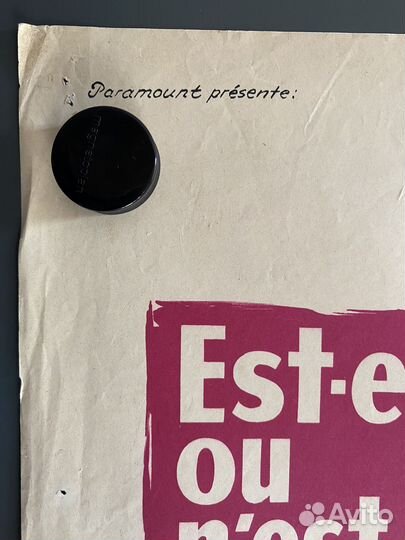 Paramount présente:
Est-e
ou
n'est
Avito